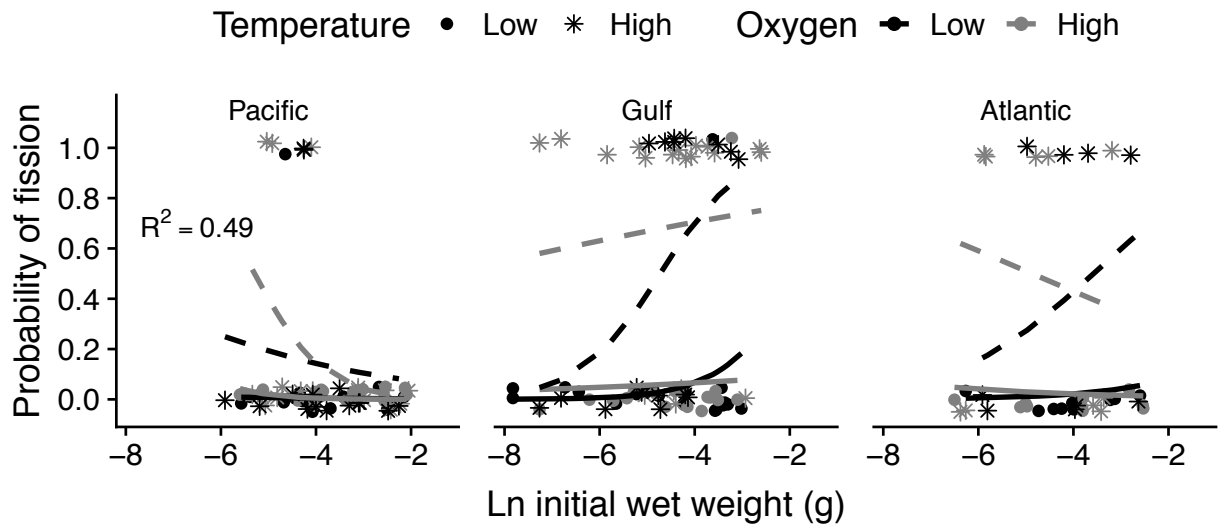 Temperature Low High Oxygen Low High
Pacific Gulf Atlantic
1.0
0.8
R² = 0.49
0.6
0.4
0.2
0.0
Probability of fission
−8 −6 −4 −2 −8 −6 −4 −2 −8 −6 −4 −2
Ln initial wet weight (g)